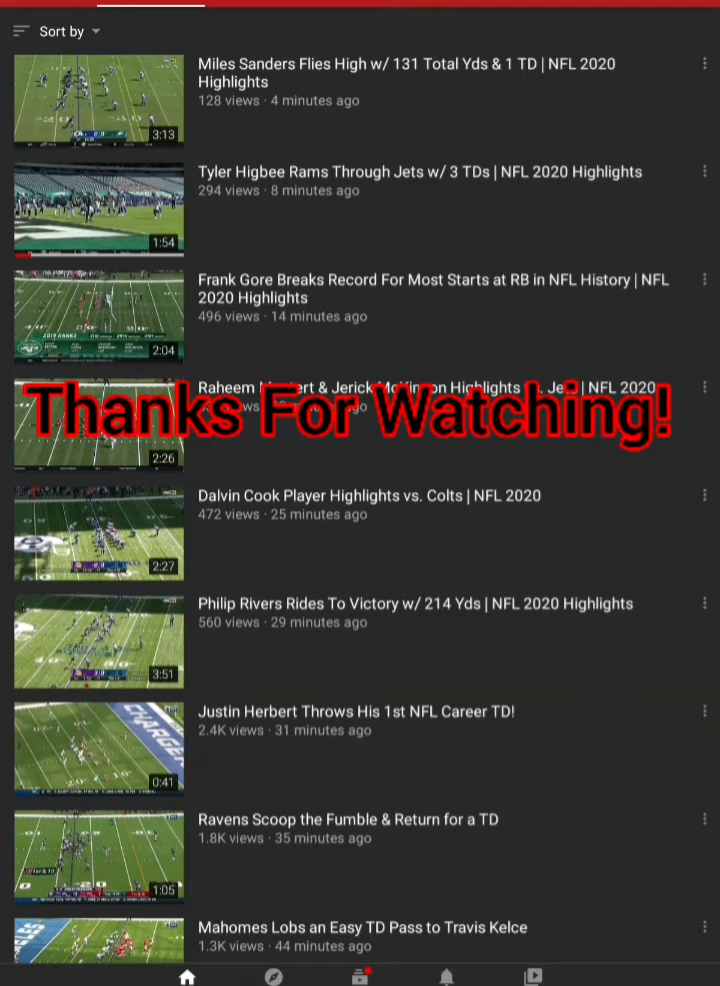 Sort by
Miles Sanders Flies High w/ 131 Total Yds & 1 TD | NFL 2020
Highlights
128 views · 4 minutes ago
3:13
Tyler Higbee Rams Through Jets w/ 3 TDs | NFL 2020 Highlights
294 views · 8 minutes ago
1:54
Frank Gore Breaks Record For Most Starts at RB in NFL History | NFL
2020 Highlights
496 views · 14 minutes ago
2:04
Raheem & Jerick Highlights | NFL 2020
ago
Thanks For Watching!
2:26
Dalvin Cook Player Highlights vs. Colts | NFL 2020
472 views · 25 minutes ago
2:27
Philip Rivers Rides To Victory w/ 214 Yds | NFL 2020 Highlights
560 views · 29 minutes ago
3:51
Justin Herbert Throws His 1st NFL Career TD!
2.4K views · 31 minutes ago
CHARGE
0:41
Ravens Scoop the Fumble & Return for a TD
1.8K views · 35 minutes ago
1:05
Mahomes Lobs an Easy TD Pass to Travis Kelce
1.3K views · 44 minutes ago